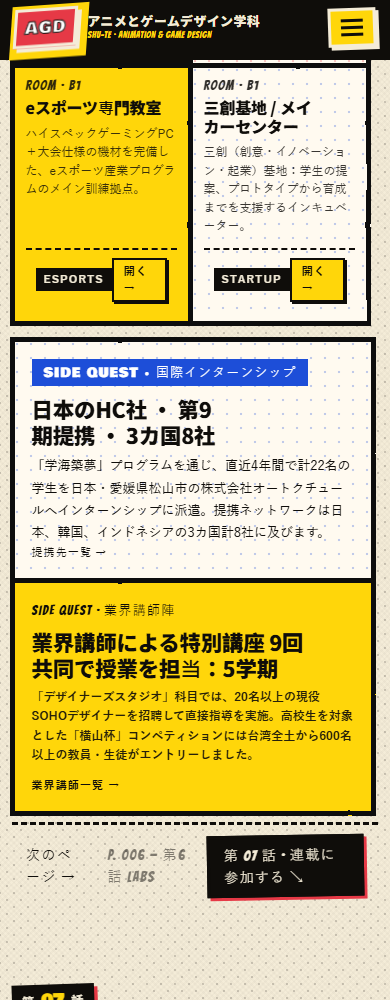 AGD
アニメとゲームデザイン学科
SHU-TE · ANIMATION & GAME DESIGN
ROOM · B1
eスポーツ専門教室
ハイスペックゲーミングPC
＋大会仕様の機材を完備し
た、eスポーツ産業プログラ
ムのメイン訓練拠点。
ESPORTS
開く
→
ROOM · B1
三創基地 / メイ
カーセンター
三創（創意・イノベーショ
ン・起業）基地：学生の提
案、プロトタイプから育成
までを支援するインキュベ
ーター。
STARTUP
開く
→
SIDE QUEST • 国際インターンシップ
日本のHC社 ・ 第9
期提携 ・ 3カ国8社
「学海築夢」プログラムを通じ、直近4年間で計22名の
学生を日本・愛媛県松山市の株式会社オートクチュー
ルへインターンシップに派遣。提携ネットワークは日
本、韓国、インドネシアの3カ国計8社に及びます。
提携先一覧 →
SIDE QUEST · 業界講師陣
業界講師による特別講座 9回
共同で授業を担当：5学期
「デザイナーズスタジオ」科目では、20名以上の現役
SOHOデザイナーを招聘して直接指導を実施。高校生を対象
とした「横山杯」コンペティションには台湾全土から600名
以上の教員・生徒がエントリーしました。
業界講師一覧 →
次のペ
ージ →
P. 006 — 第6
話 LABS
第 07 話・連載に
参加する ↘
第 07 話